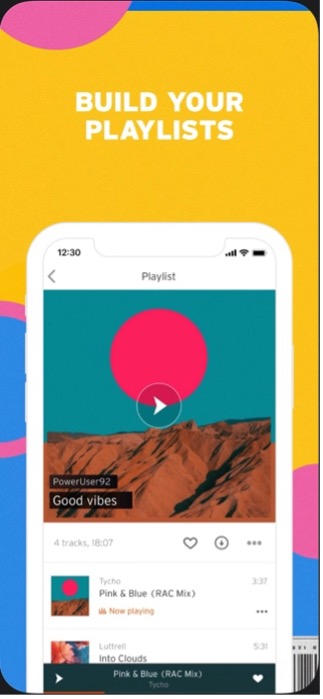 BUILD YOUR
PLAYLISTS
12:30
Playlist
PowerUser92
Good vibes
4 tracks, 18:07
Tycho 3:37
Pink & Blue (RAC Mix)
Now playing
Luttrell 5:31
Into Clouds
Pink & Blue (RAC Mix)
Tycho